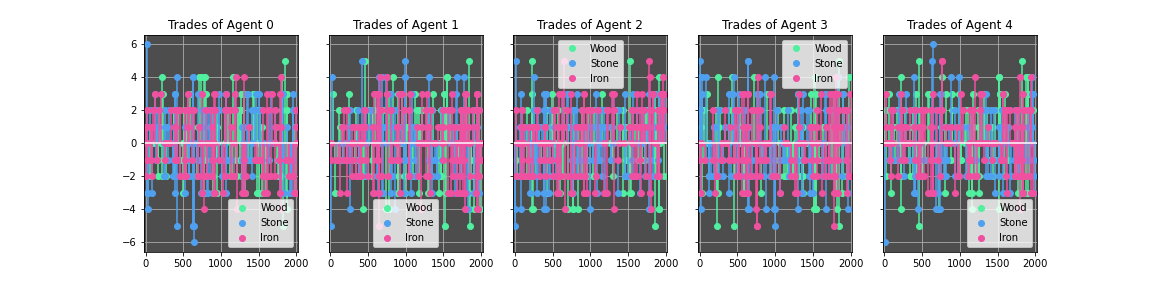 Trades of Agent 0
Trades of Agent 1
Trades of Agent 2
Trades of Agent 3
Trades of Agent 4
6
4
2
0
−2
−4
−6
Wood
Stone
Iron
Wood
Stone
Iron
Wood
Stone
Iron
Wood
Stone
Iron
Wood
Stone
Iron
0 500 1000 1500 2000
0 500 1000 1500 2000
0 500 1000 1500 2000
0 500 1000 1500 2000
0 500 1000 1500 2000